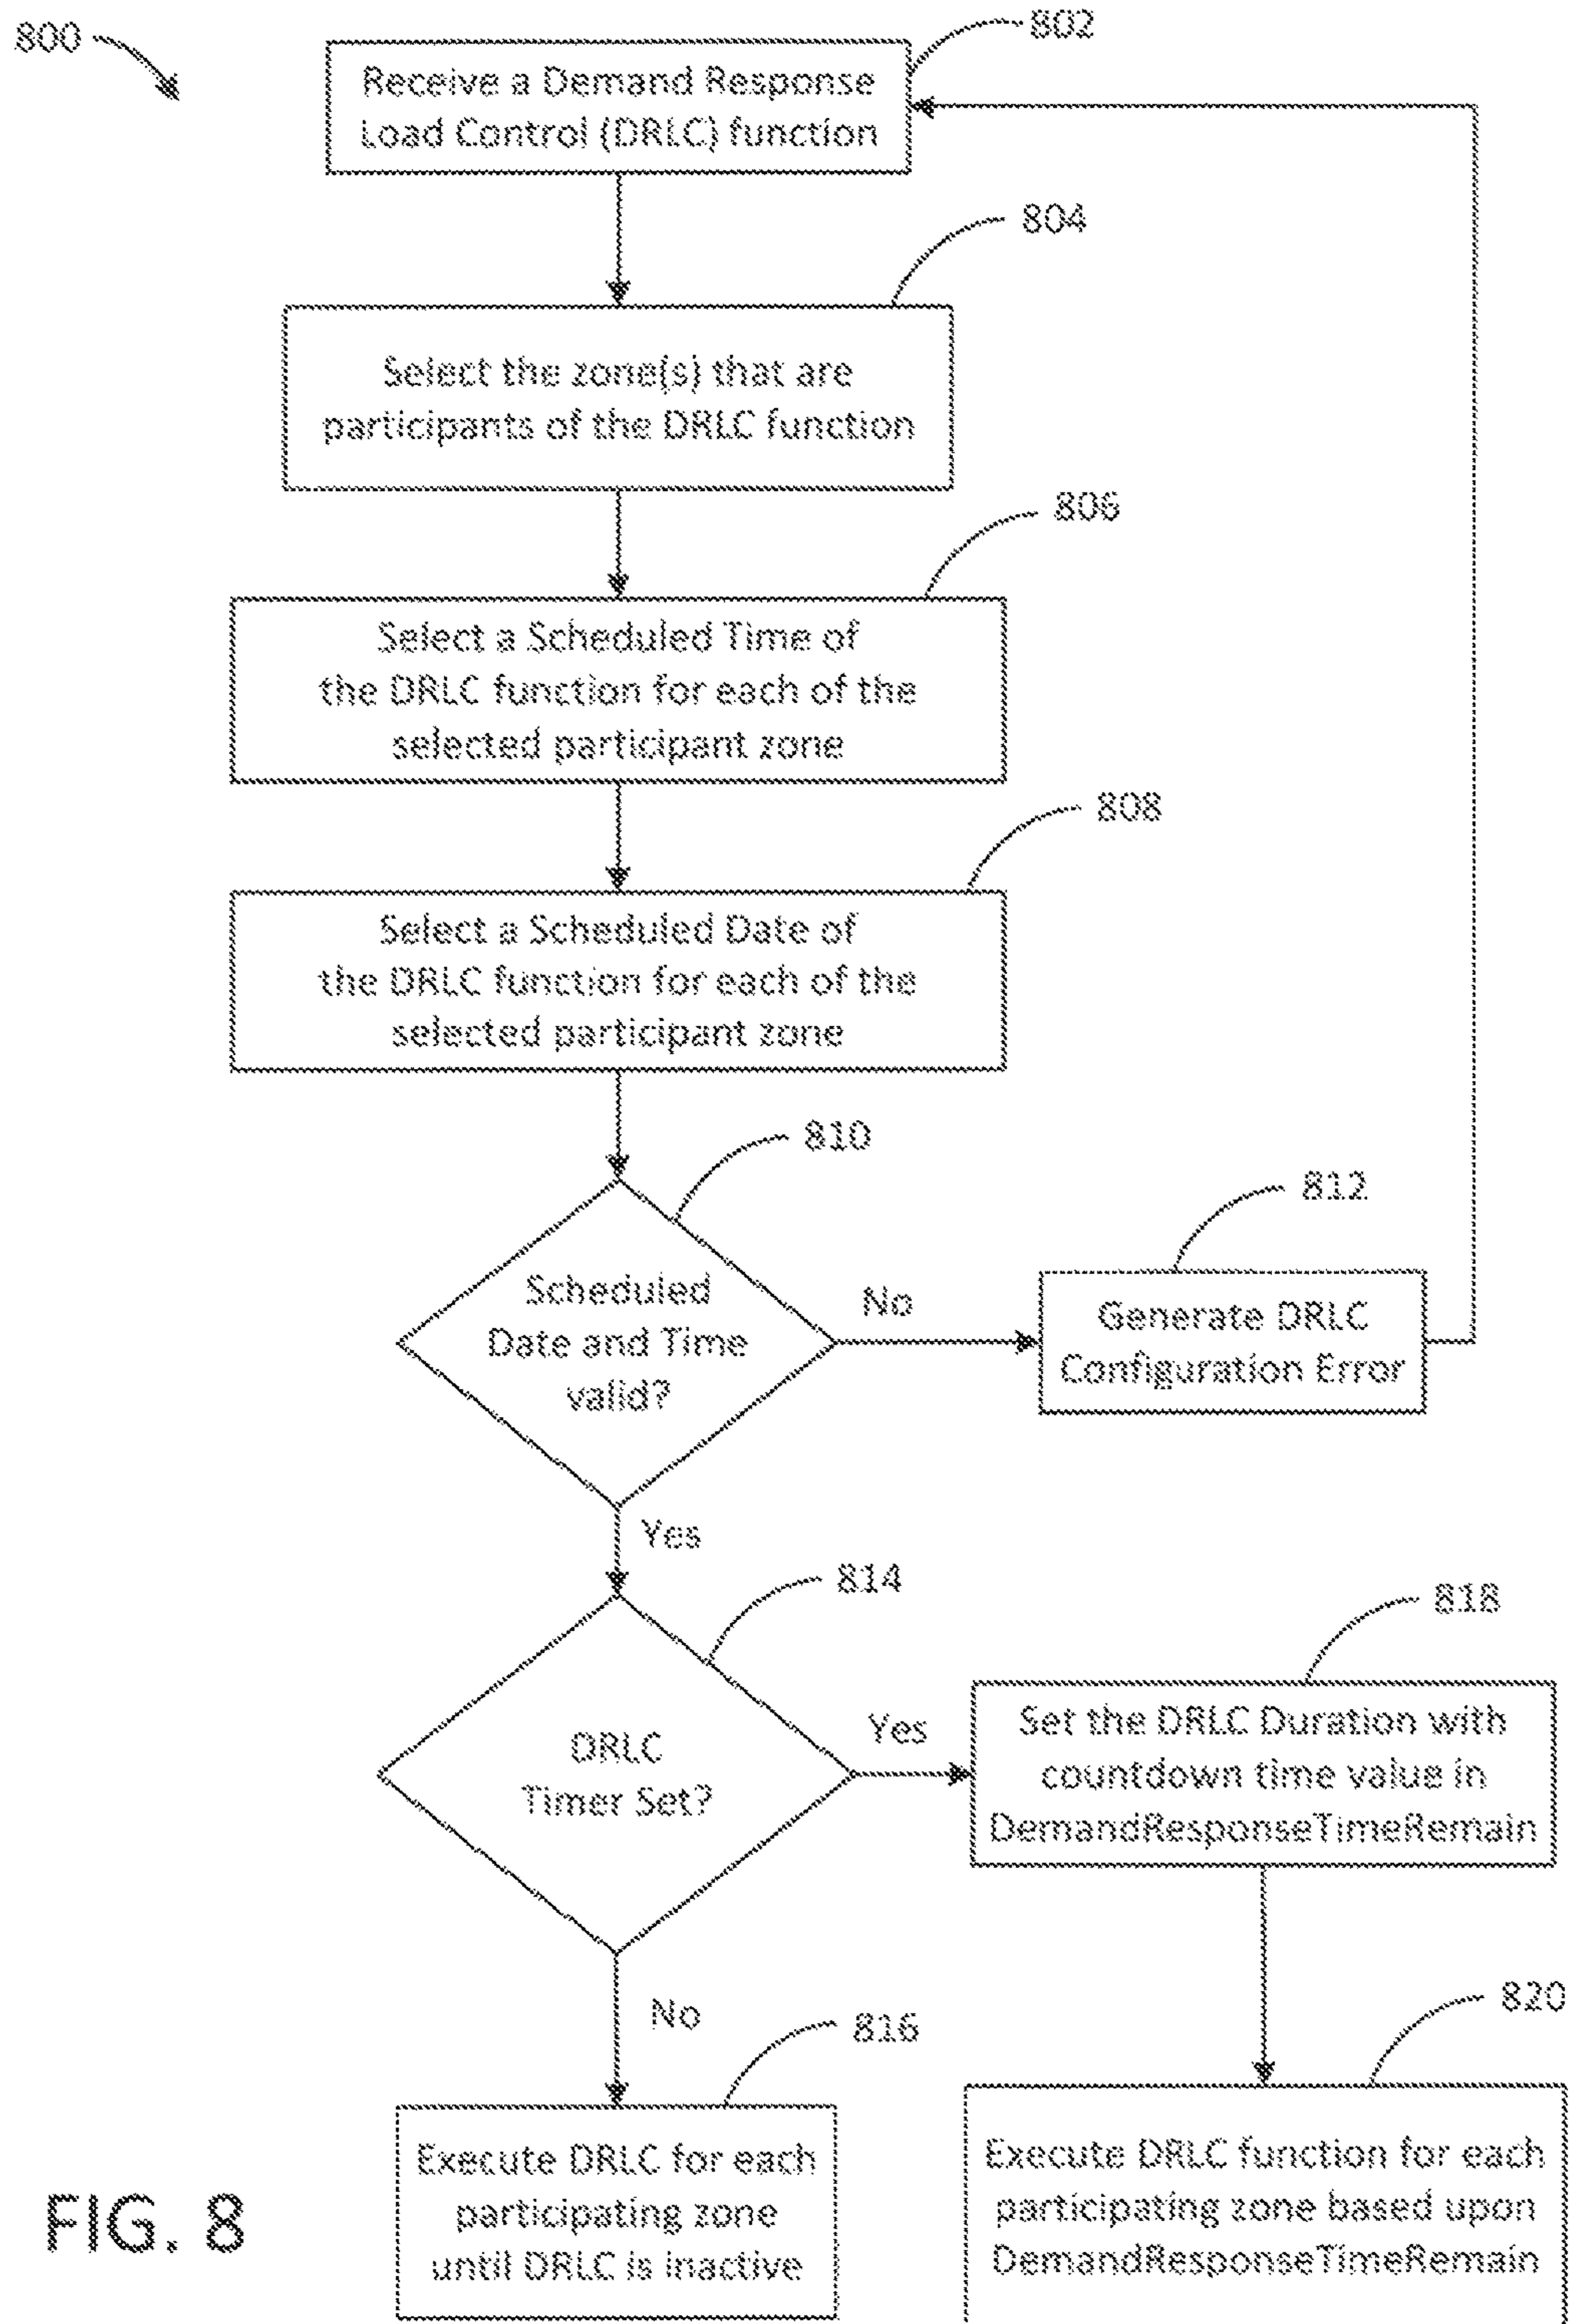 800
802
Receive a Demand Response
Load Control (DRLC) function
804
Select the zone(s) that are
participants of the DRLC function
806
Select a Scheduled Time of
the DRLC function for each of the
selected participant zone
808
Select a Scheduled Date of
the DRLC function for each of the
selected participant zone
810
Scheduled
Date and Time
valid?
No
812
Generate DRLC
Configuration Error
Yes
814
DRLC
Timer Set?
Yes
818
Set the DRLC Duration with
countdown time value in
DemandResponseTimeRemain
No
816
Execute DRLC for each
participating zone
until DRLC is inactive
820
Execute DRLC function for each
participating zone based upon
DemandResponseTimeRemain
FIG. 8